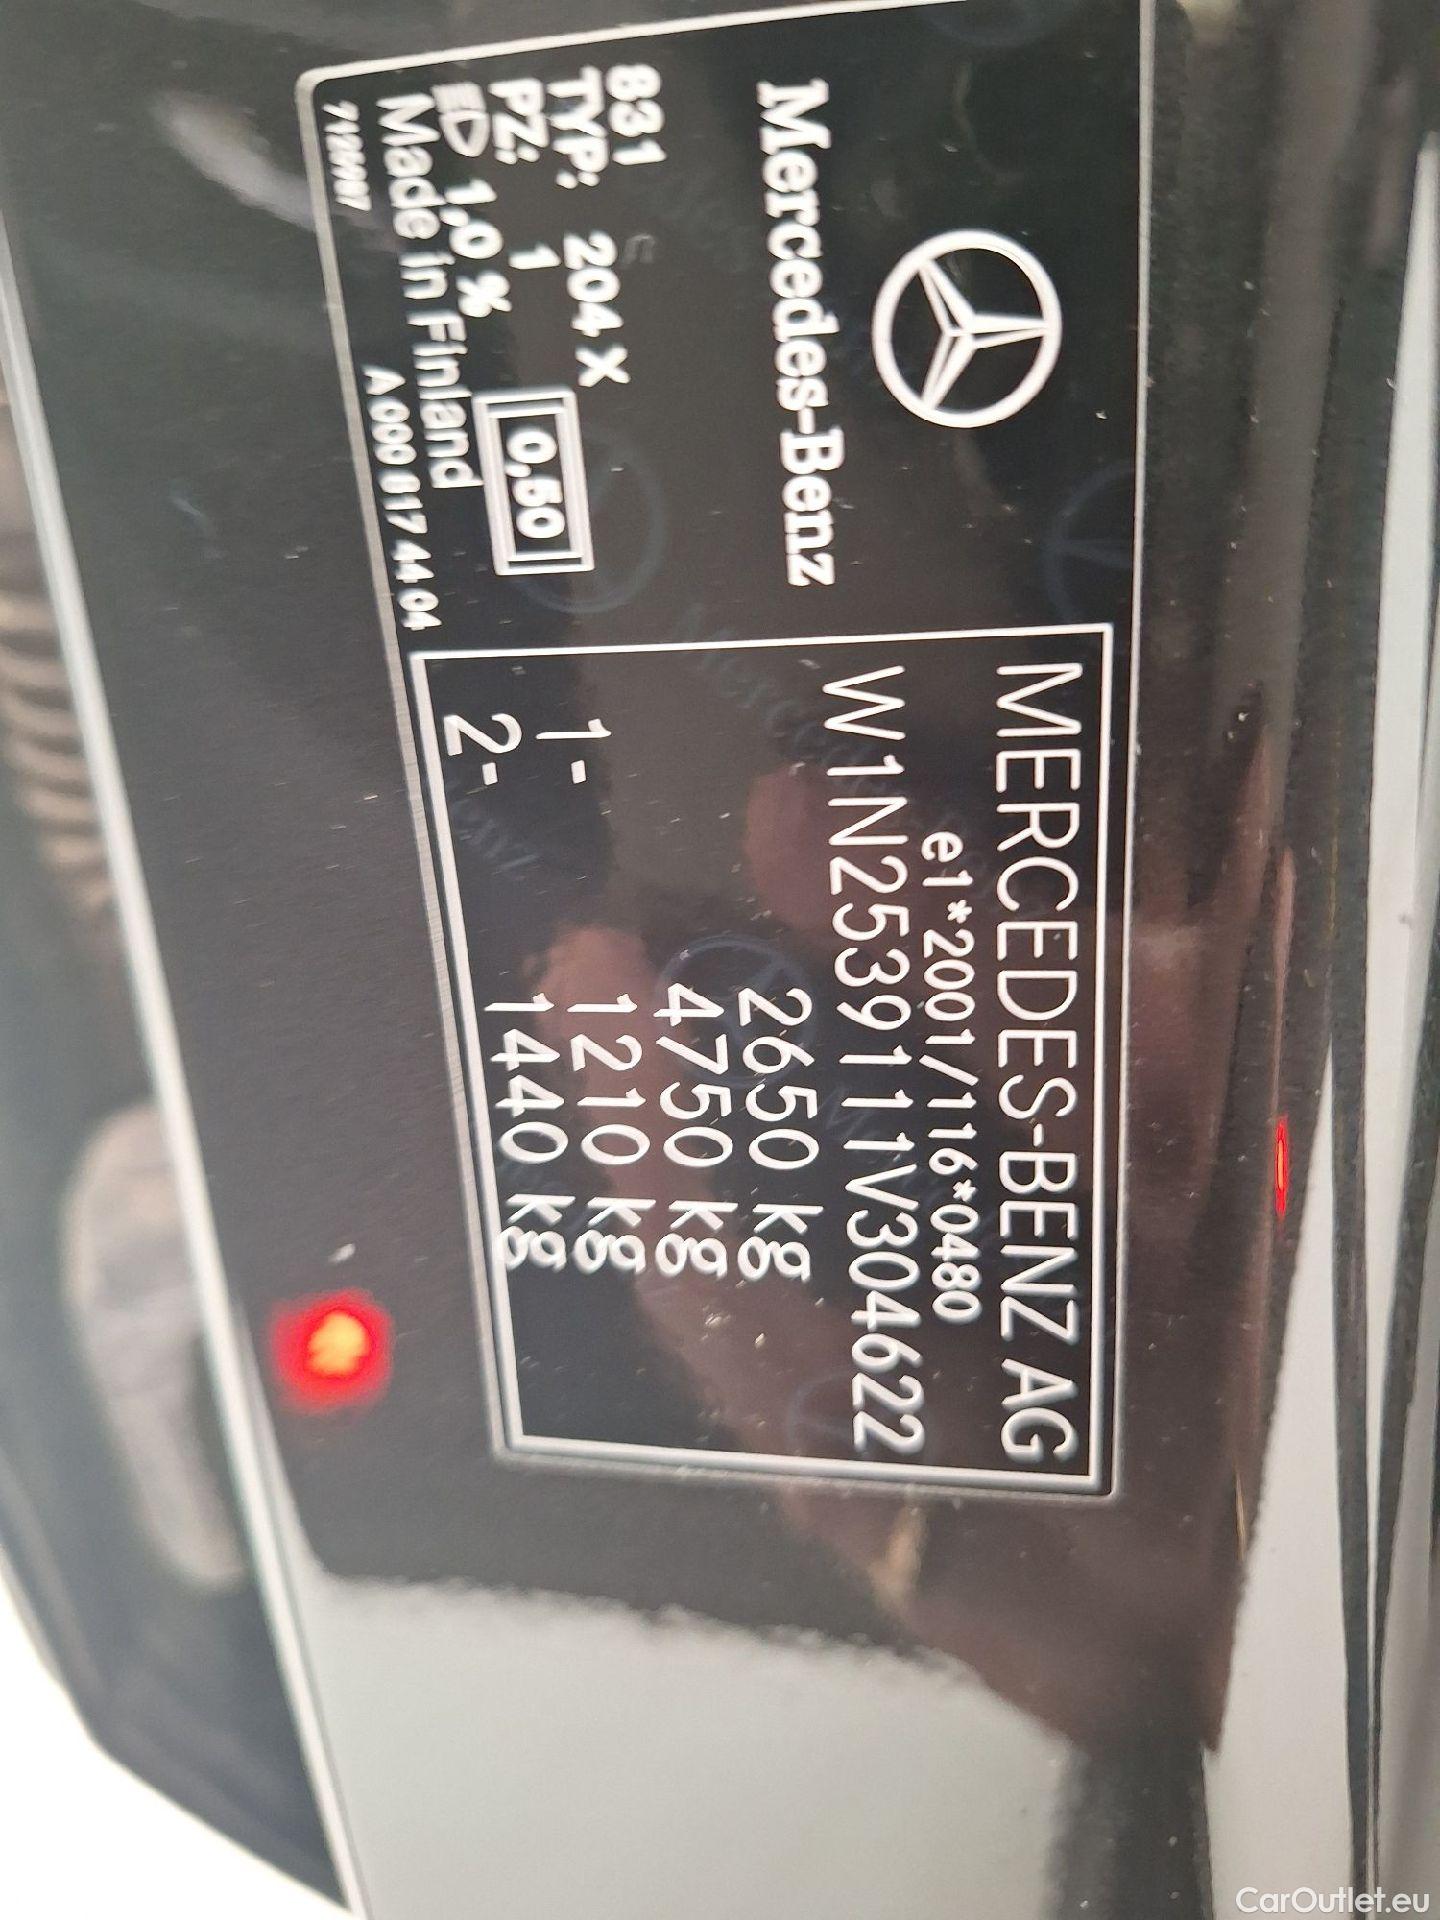 Mercedes-Benz
831
TYP: 204 X
PZ: 1
0,50
1,0 %
Made in Finland
A 000 817 44 04
MERCEDES-BENZ AG
e1*2001/116*0480
W1N2539111V304622
2650 kg
4750 kg
1- 1210 kg
2- 1440 kg
CarOutlet.eu